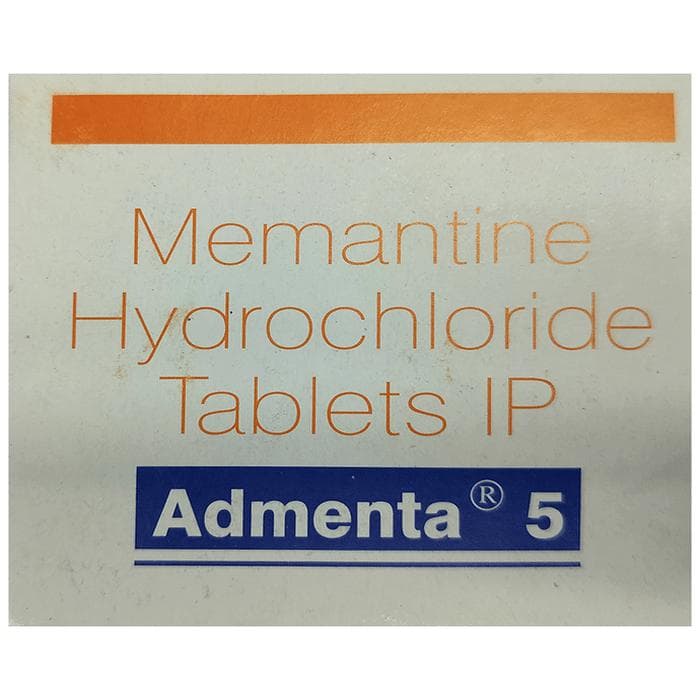 Memantine
Hydrochloride
Tablets IP
Admenta® 5